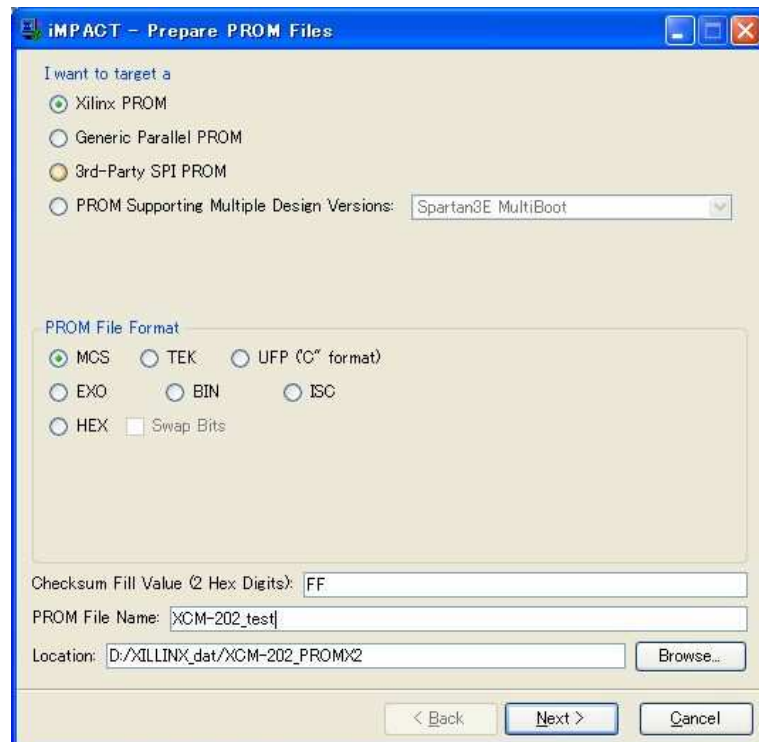 iMPACT - Prepare PROM Files
I want to target a
Xilinx PROM
Generic Parallel PROM
3rd-Party SPI PROM
PROM Supporting Multiple Design Versions: Spartan3E MultiBoot
PROM File Format
MCS TEK UFP ("C" format)
EXO BIN ISC
HEX Swap Bits
Checksum Fill Value (2 Hex Digits): FF
PROM File Name: XCM-202_test
Location: D:/XILLINX_dat/XCM-202_PROMX2 Browse...
< Back Next > Cancel